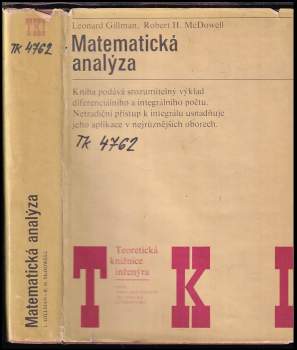 TKI
TK 4762
Matematická analýza
L. GILLMAN - R. H. McDOWELL
Leonard Gillman, Robert H. McDowell
Matematická
analýza
Kniha podává srozumitelný výklad
diferenciálního a integrálního počtu.
Netradiční přístup k integrálu usnadňuje
jeho aplikace v nejrůznějších oborech.
TK 4762
Teoretická
knižnice
inženýra
T K I